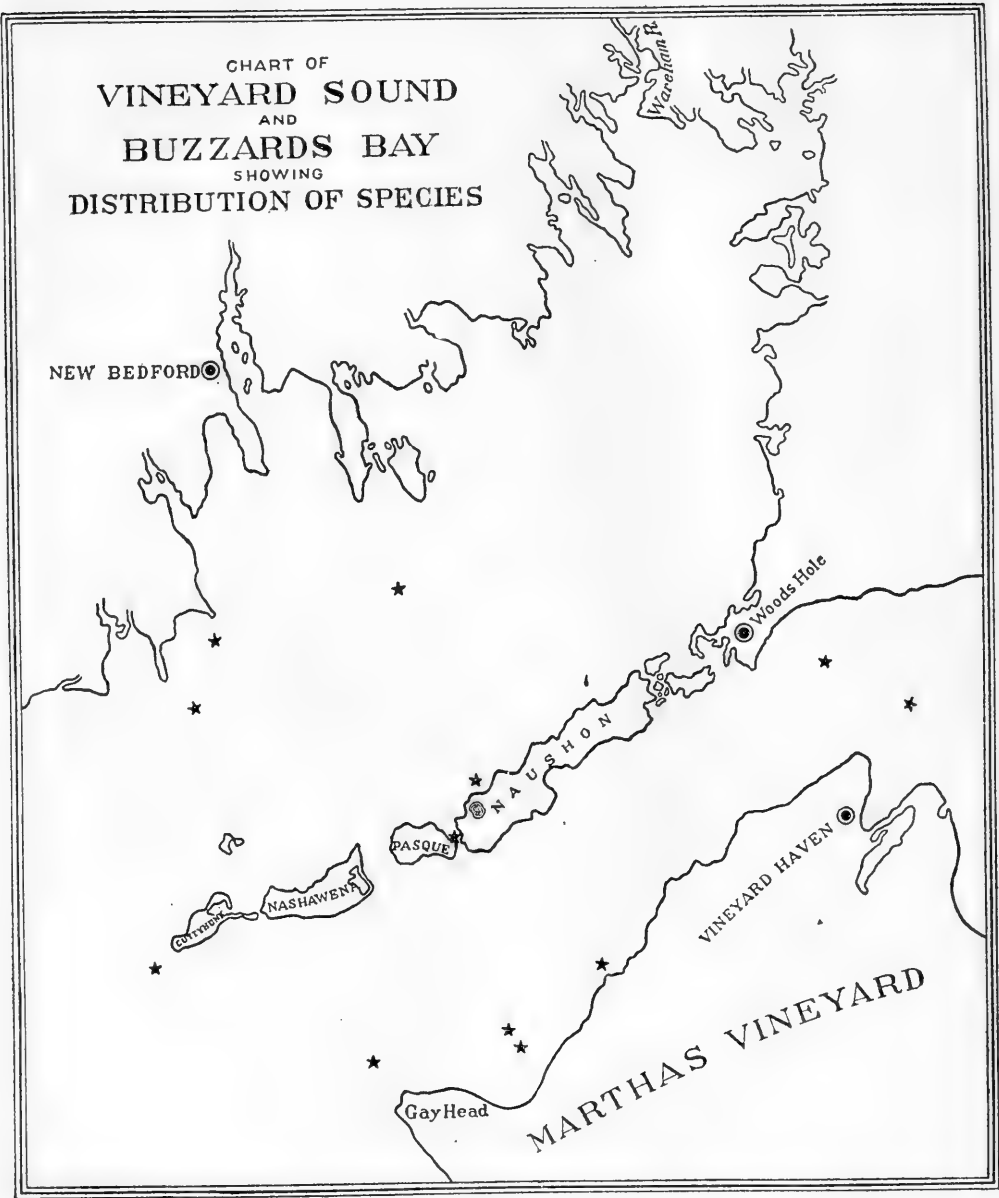 CHART OF
VINEYARD SOUND
AND
BUZZARDS BAY
SHOWING
DISTRIBUTION OF SPECIES
Wareham R.
NEW BEDFORD
Woods Hole
NAUSHON
PASQUE
NASHAWENA
CUTTYHUNK
VINEYARD HAVEN
MARTHAS VINEYARD
Gay Head